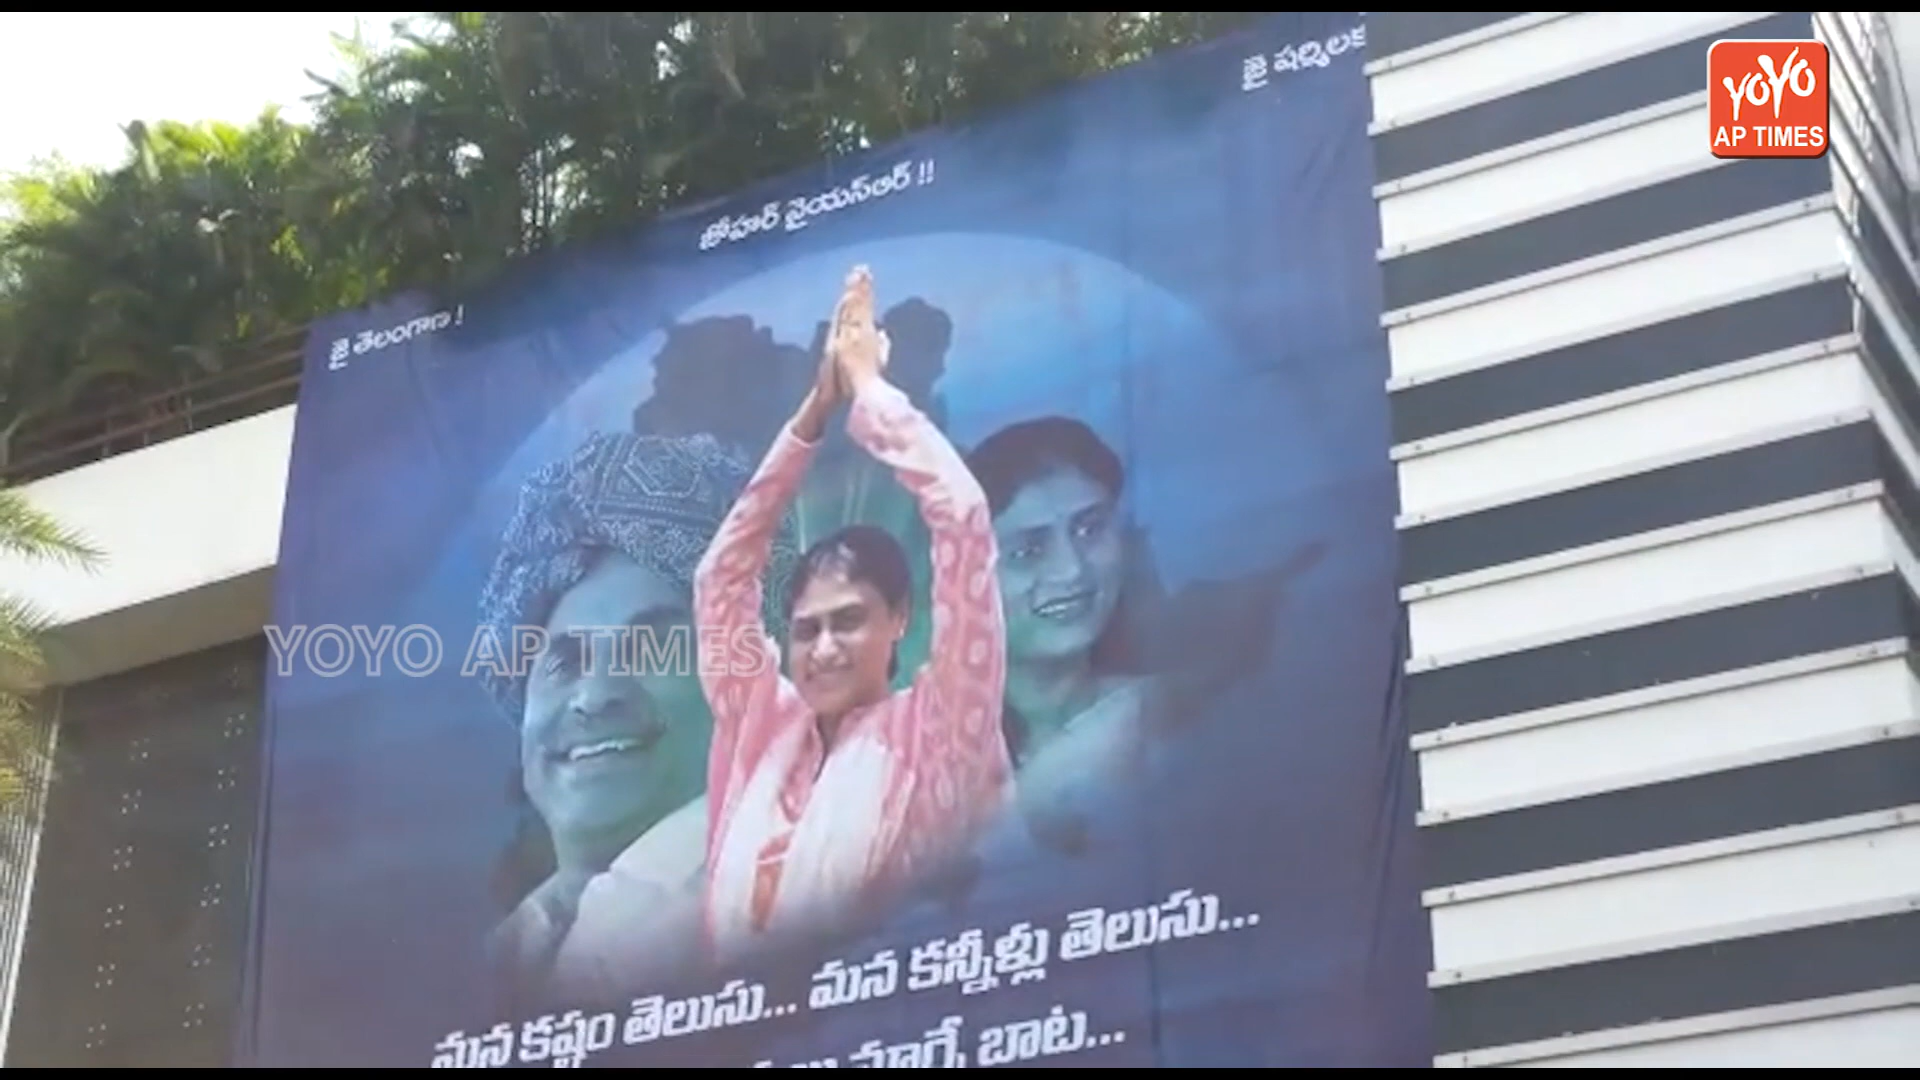 YOYO
AP TIMES
జై షర్మిలక
జోహార్ వైయస్ఆర్ !!
జై తెలంగాణ !
YOYO AP TIMES
మన కష్టం తెలుసు... మన కన్నీళ్లు తెలుసు...
మార్చే బాట...